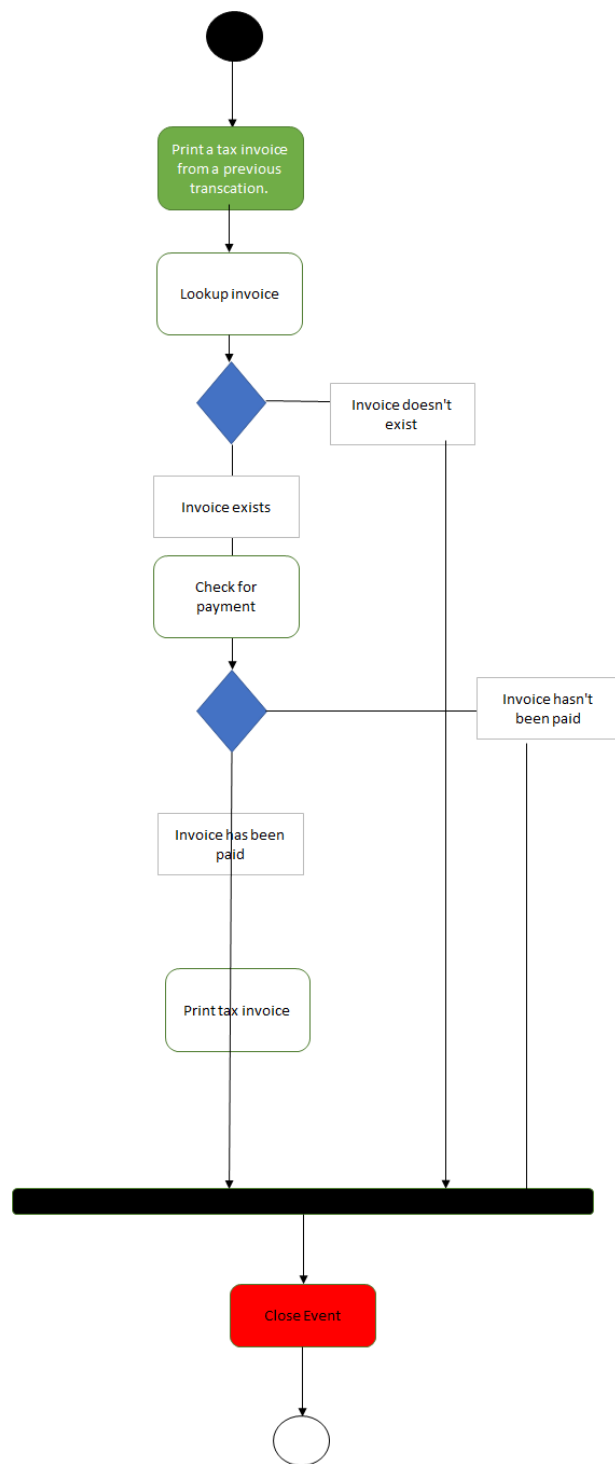 Print a tax invoice
from a previous
transcation.
Lookup invoice
Invoice doesn't
exist
Invoice exists
Check for
payment
Invoice hasn't
been paid
Invoice has been
paid
Print tax invoice
Close Event